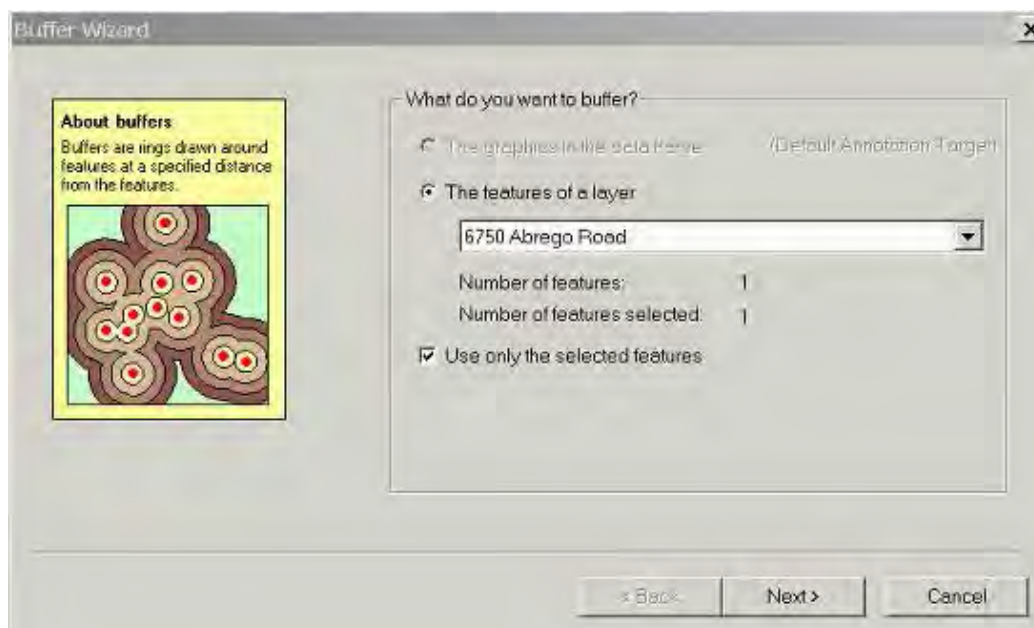 Buffer Wizard
About buffers
Buffers are rings drawn around
features at a specified distance
from the features.
What do you want to buffer?
The graphics in the data frame
/Default Annotation Target
The features of a layer
6750 Abrego Road
Number of features: 1
Number of features selected: 1
Use only the selected features
< Back
Next >
Cancel